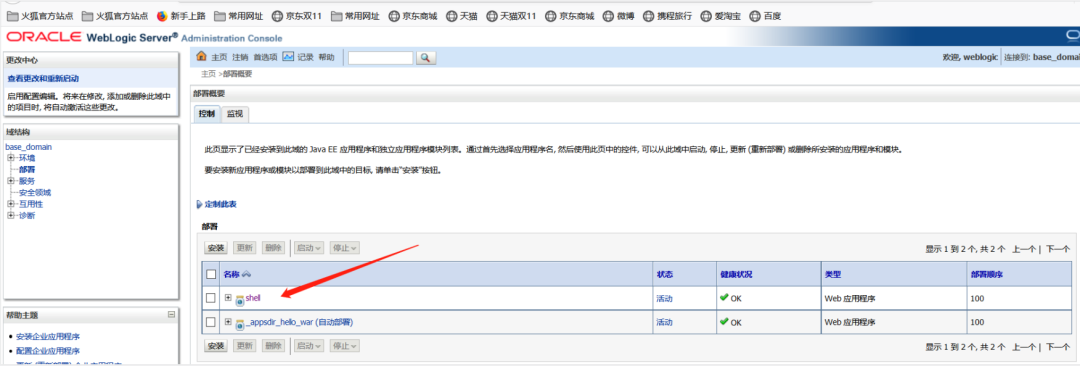 火狐官方站点 火狐官方站点 新手上路 常用网址 京东双11 常用网址 京东商城 天猫 天猫双11 京东商城 微博 携程旅行 爱淘宝 百度
ORACLE WebLogic Server® Administration Console
更改中心
查看更改和重新启动
启用配置编辑。将来在修改, 添加或删除此域中
的项目时, 将自动激活这些更改。
域结构
base_domain
环境
部署
服务
安全领域
互用性
诊断
帮助主题
安装企业应用程序
配置企业应用程序
更新 (重新部署) 企业应用程序
主页 注销 首选项 记录 帮助
欢迎, weblogic 连接到: base_domai
主页 >部署概要
部署概要
控制 监视
此页显示了已经安装到此域的 Java EE 应用程序和独立应用程序模块列表。通过首先选择应用程序名, 然后使用此页中的控件, 可以从此域中启动, 停止, 更新 (重新部署) 或删除所安装的应用程序和模块。
要安装新应用程序或模块以部署到此域中的目标, 请单击"安装"按钮。
定制此表
部署
安装 更新 删除 启动 停止 显示 1 到 2 个, 共 2 个 上一个 | 下一个
名称 状态 健康状况 类型 部署顺序
shell 活动 OK Web 应用程序 100
_appsdir_hello_war (自动部署) 活动 OK Web 应用程序 100
安装 更新 删除 启动 停止 显示 1 到 2 个, 共 2 个 上一个 | 下一个